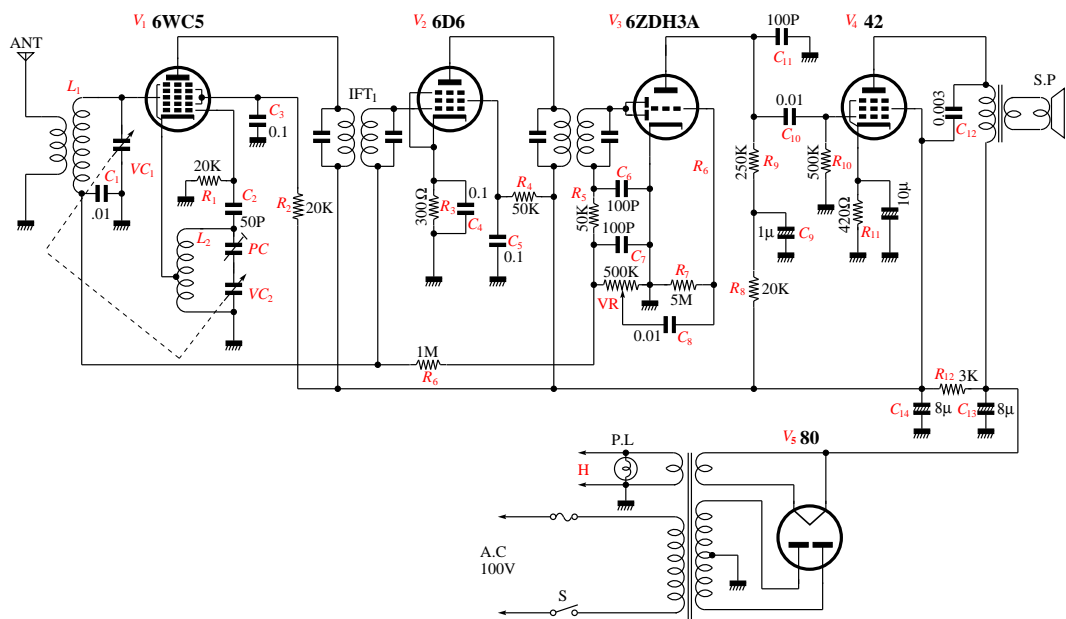 V1 6WC5
V2 6D6
V3 6ZDH3A
V4 42
ANT
L1
VC1
C1
.01
20K
R1
C2
50P
L2
PC
VC2
C3
0.1
R2
20K
IFT1
300Ω
R3
0.1
C4
R4
50K
C5
0.1
R5
50K
C6
100P
100P
C7
500K
VR
R7
5M
0.01
C8
R6
1M
R6
100P
C11
250K
R9
0.01
C10
500K
R10
1μ
C9
R8
20K
420Ω
R11
10μ
0.003
C12
S.P
R12
3K
C14
8μ
C13
8μ
V5 80
P.L
H
A.C
100V
S